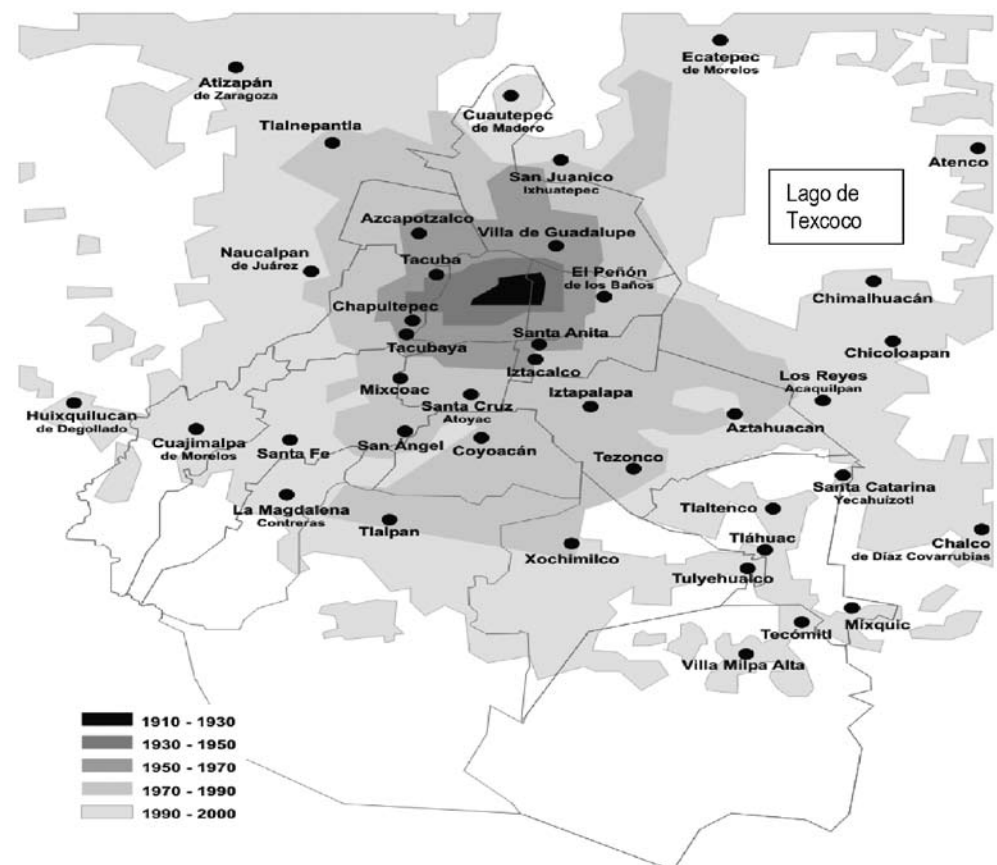 Ecatepec
de Morelos
Atizapán
de Zaragoza
Cuautepec
de Madero
Tlalnepantla
Atenco
San Juanico
Ixhuatepec
Lago de
Texcoco
Azcapotzalco
Villa de Guadalupe
Naucalpan
de Juárez
Tacuba
El Peñón
de los Baños
Chimalhuacán
Chapultepec
Santa Anita
Tacubaya
Chicoloapan
Iztacalco
Los Reyes
Acaquilpan
Mixcoac
Iztapalapa
Santa Cruz
Atoyac
Huixquilucan
de Degollado
Aztahuacan
Cuajimalpa
de Morelos
Santa Fe
San Ángel
Coyoacán
Tezonco
Santa Catarina
Yecahuízotl
La Magdalena
Contreras
Tlaltenco
Tlalpan
Tláhuac
Chalco
de Díaz Covarrubias
Xochimilco
Tulyehualco
Mixquic
Tecómitl
Villa Milpa Alta
1910 - 1930
1930 - 1950
1950 - 1970
1970 - 1990
1990 - 2000